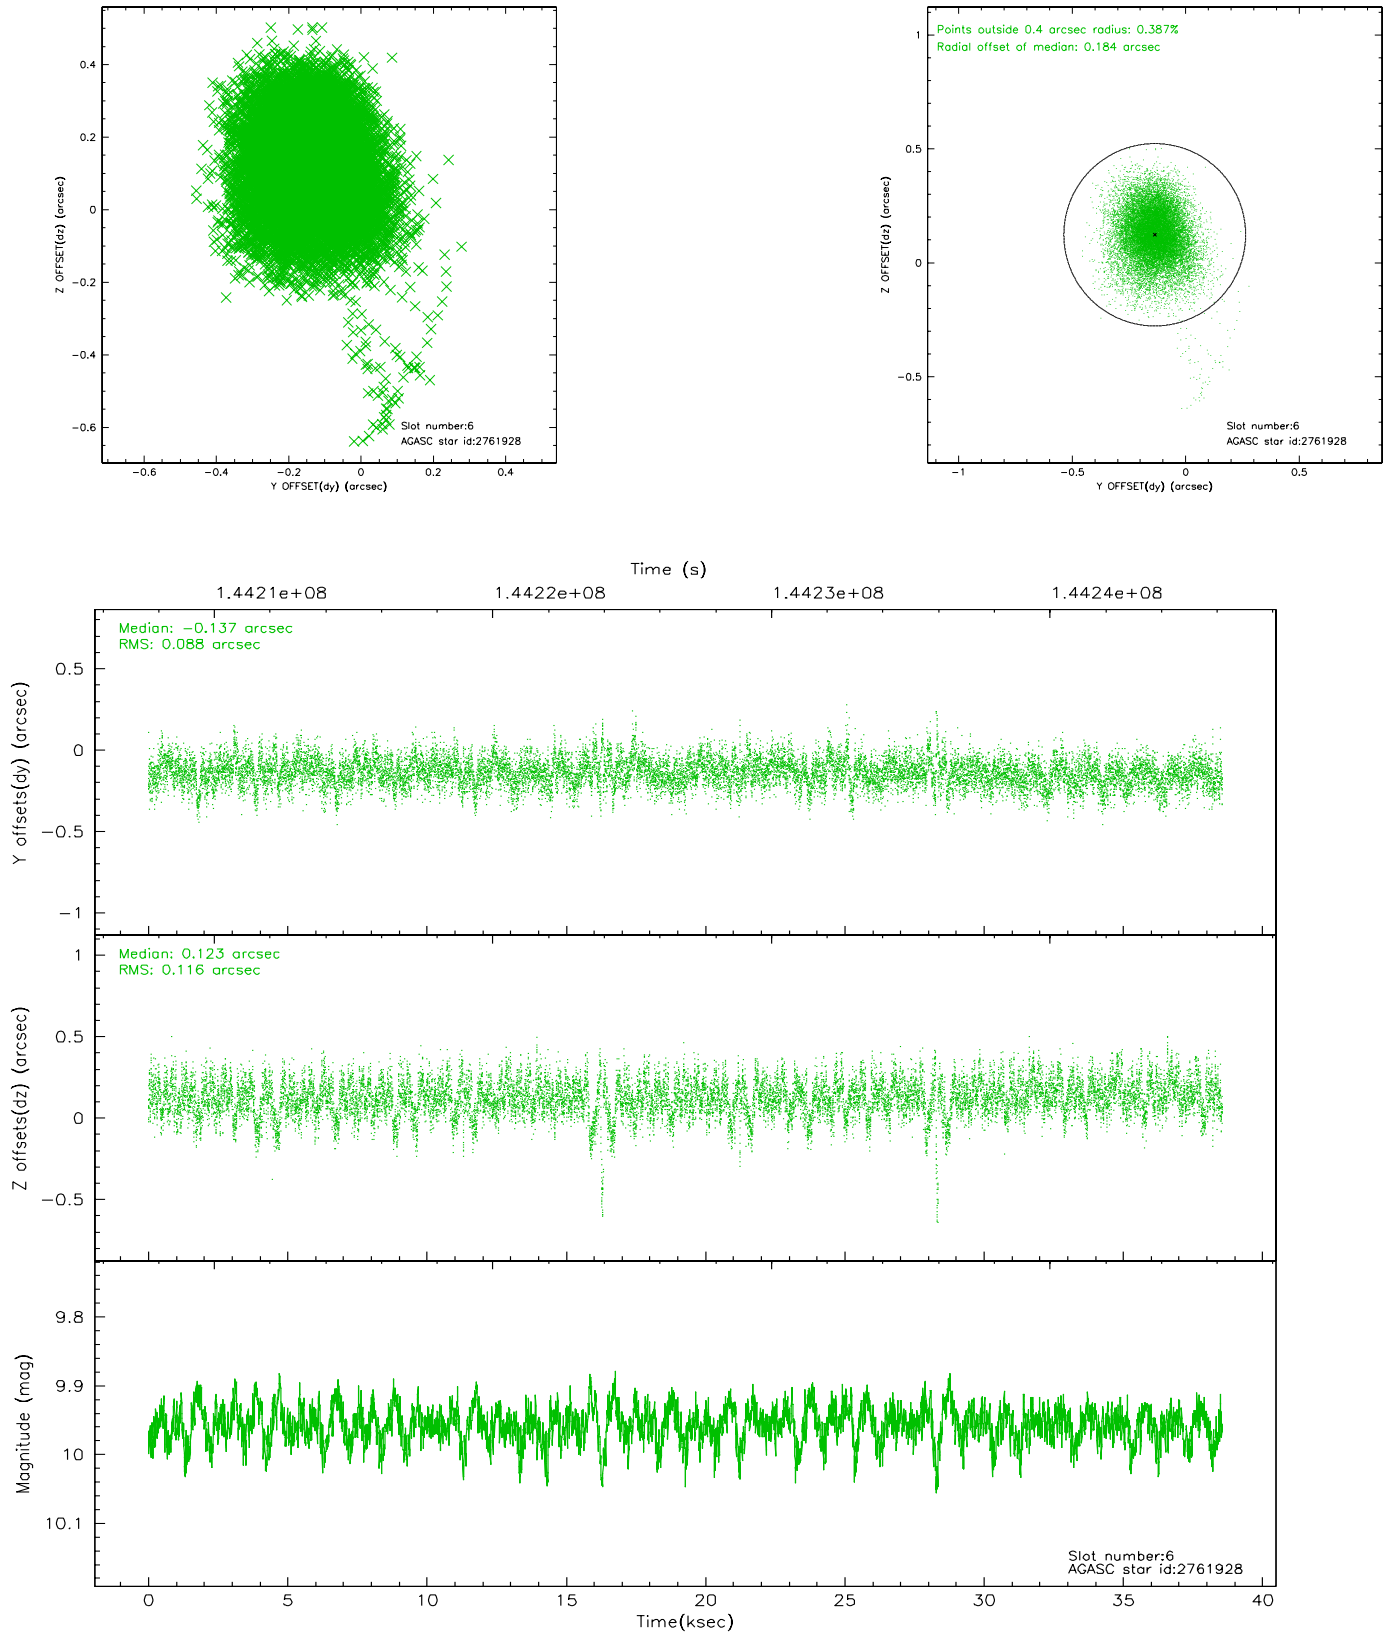 0.4
0.2
0
−0.2
−0.4
−0.6
Z OFFSET(dz) (arcsec)
−0.6
−0.4
−0.2
0
0.2
0.4
Y OFFSET(dy) (arcsec)
Slot number:6
AGASC star id:2761928
Points outside 0.4 arcsec radius: 0.387%
Radial offset of median: 0.184 arcsec
1
0.5
0
−0.5
Z OFFSET(dz) (arcsec)
−1
−0.5
0
0.5
Y OFFSET(dy) (arcsec)
Slot number:6
AGASC star id:2761928
Time (s)
1.4421e+08
1.4422e+08
1.4423e+08
1.4424e+08
Median: −0.137 arcsec
RMS: 0.088 arcsec
0.5
0
−0.5
−1
Y offsets(dy) (arcsec)
Median: 0.123 arcsec
RMS: 0.116 arcsec
1
0.5
0
−0.5
Z offsets(dz) (arcsec)
9.8
9.9
10
10.1
Magnitude (mag)
Slot number:6
AGASC star id:2761928
0
5
10
15
20
25
30
35
40
Time(ksec)